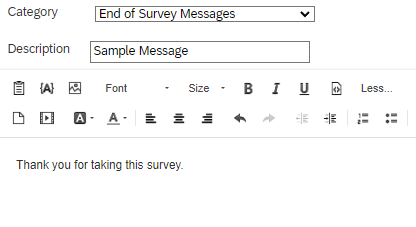 Category End of Survey Messages
Description Sample Message
{A} Font Size B I U Less...
A A
Thank you for taking this survey.